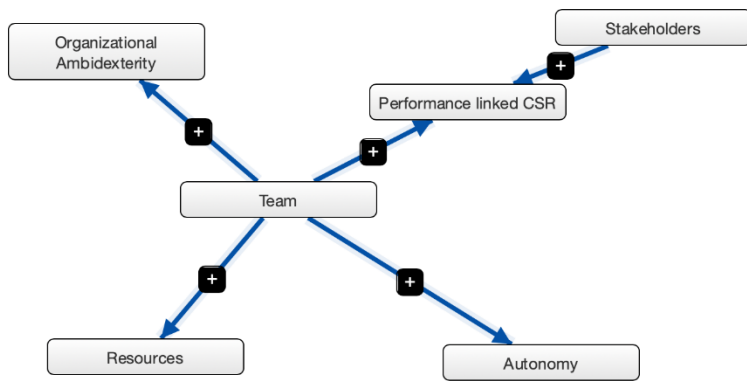 Stakeholders
Organizational
Ambidexterity
Performance linked CSR
+
+
+
Team
+
+
Resources
Autonomy